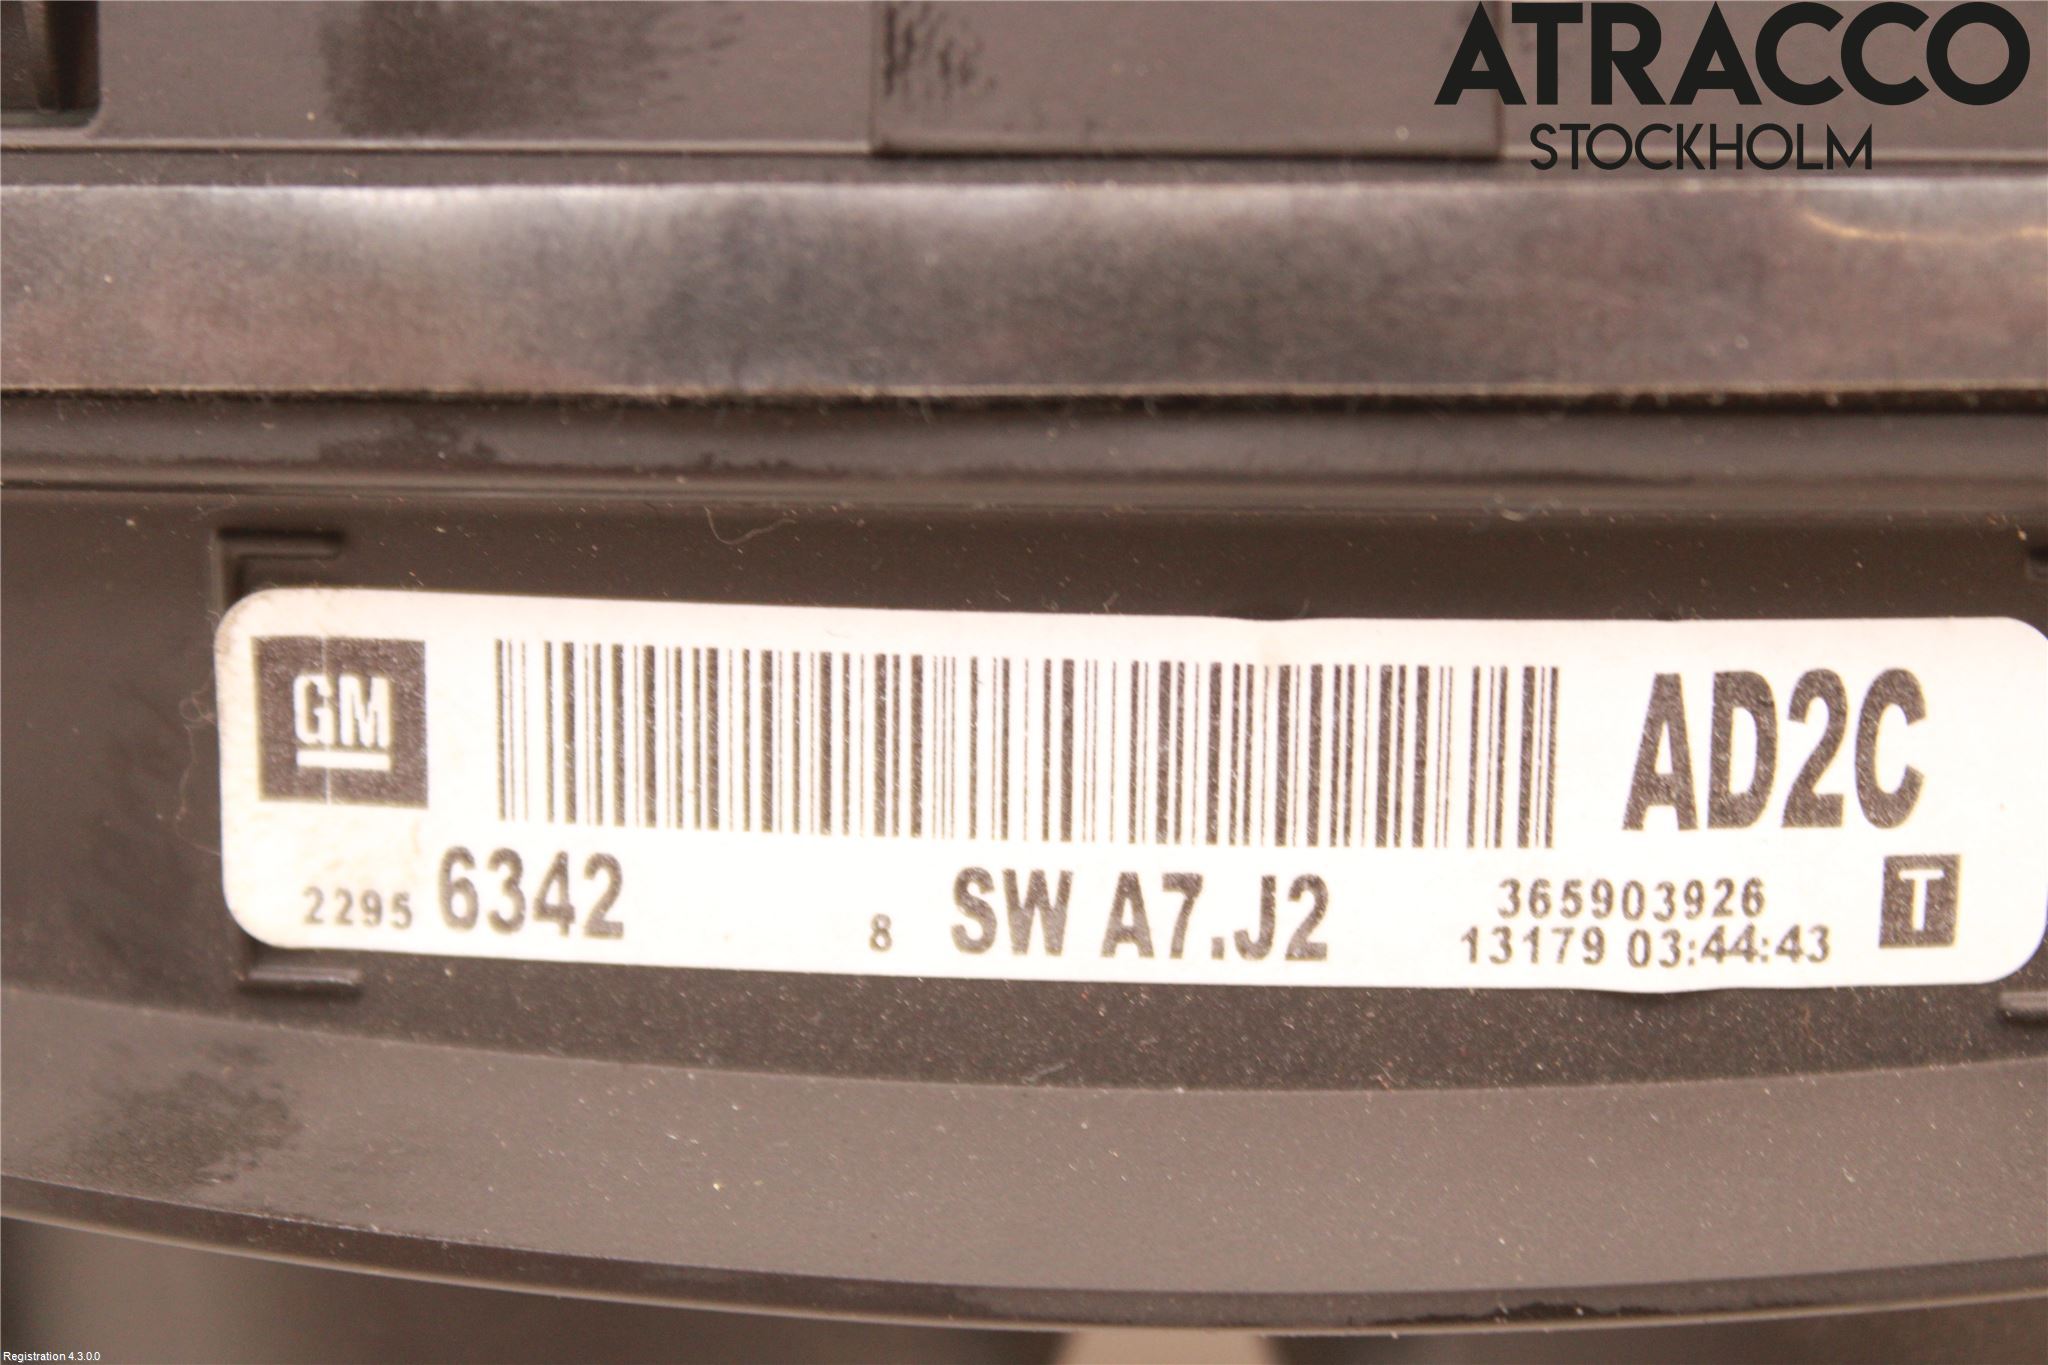 ATRACCO
STOCKHOLM
GM
AD2C
2295 6342 8 SW A7.J2
365903926
13179 03:44:43
T
Registration 4.3.0.0